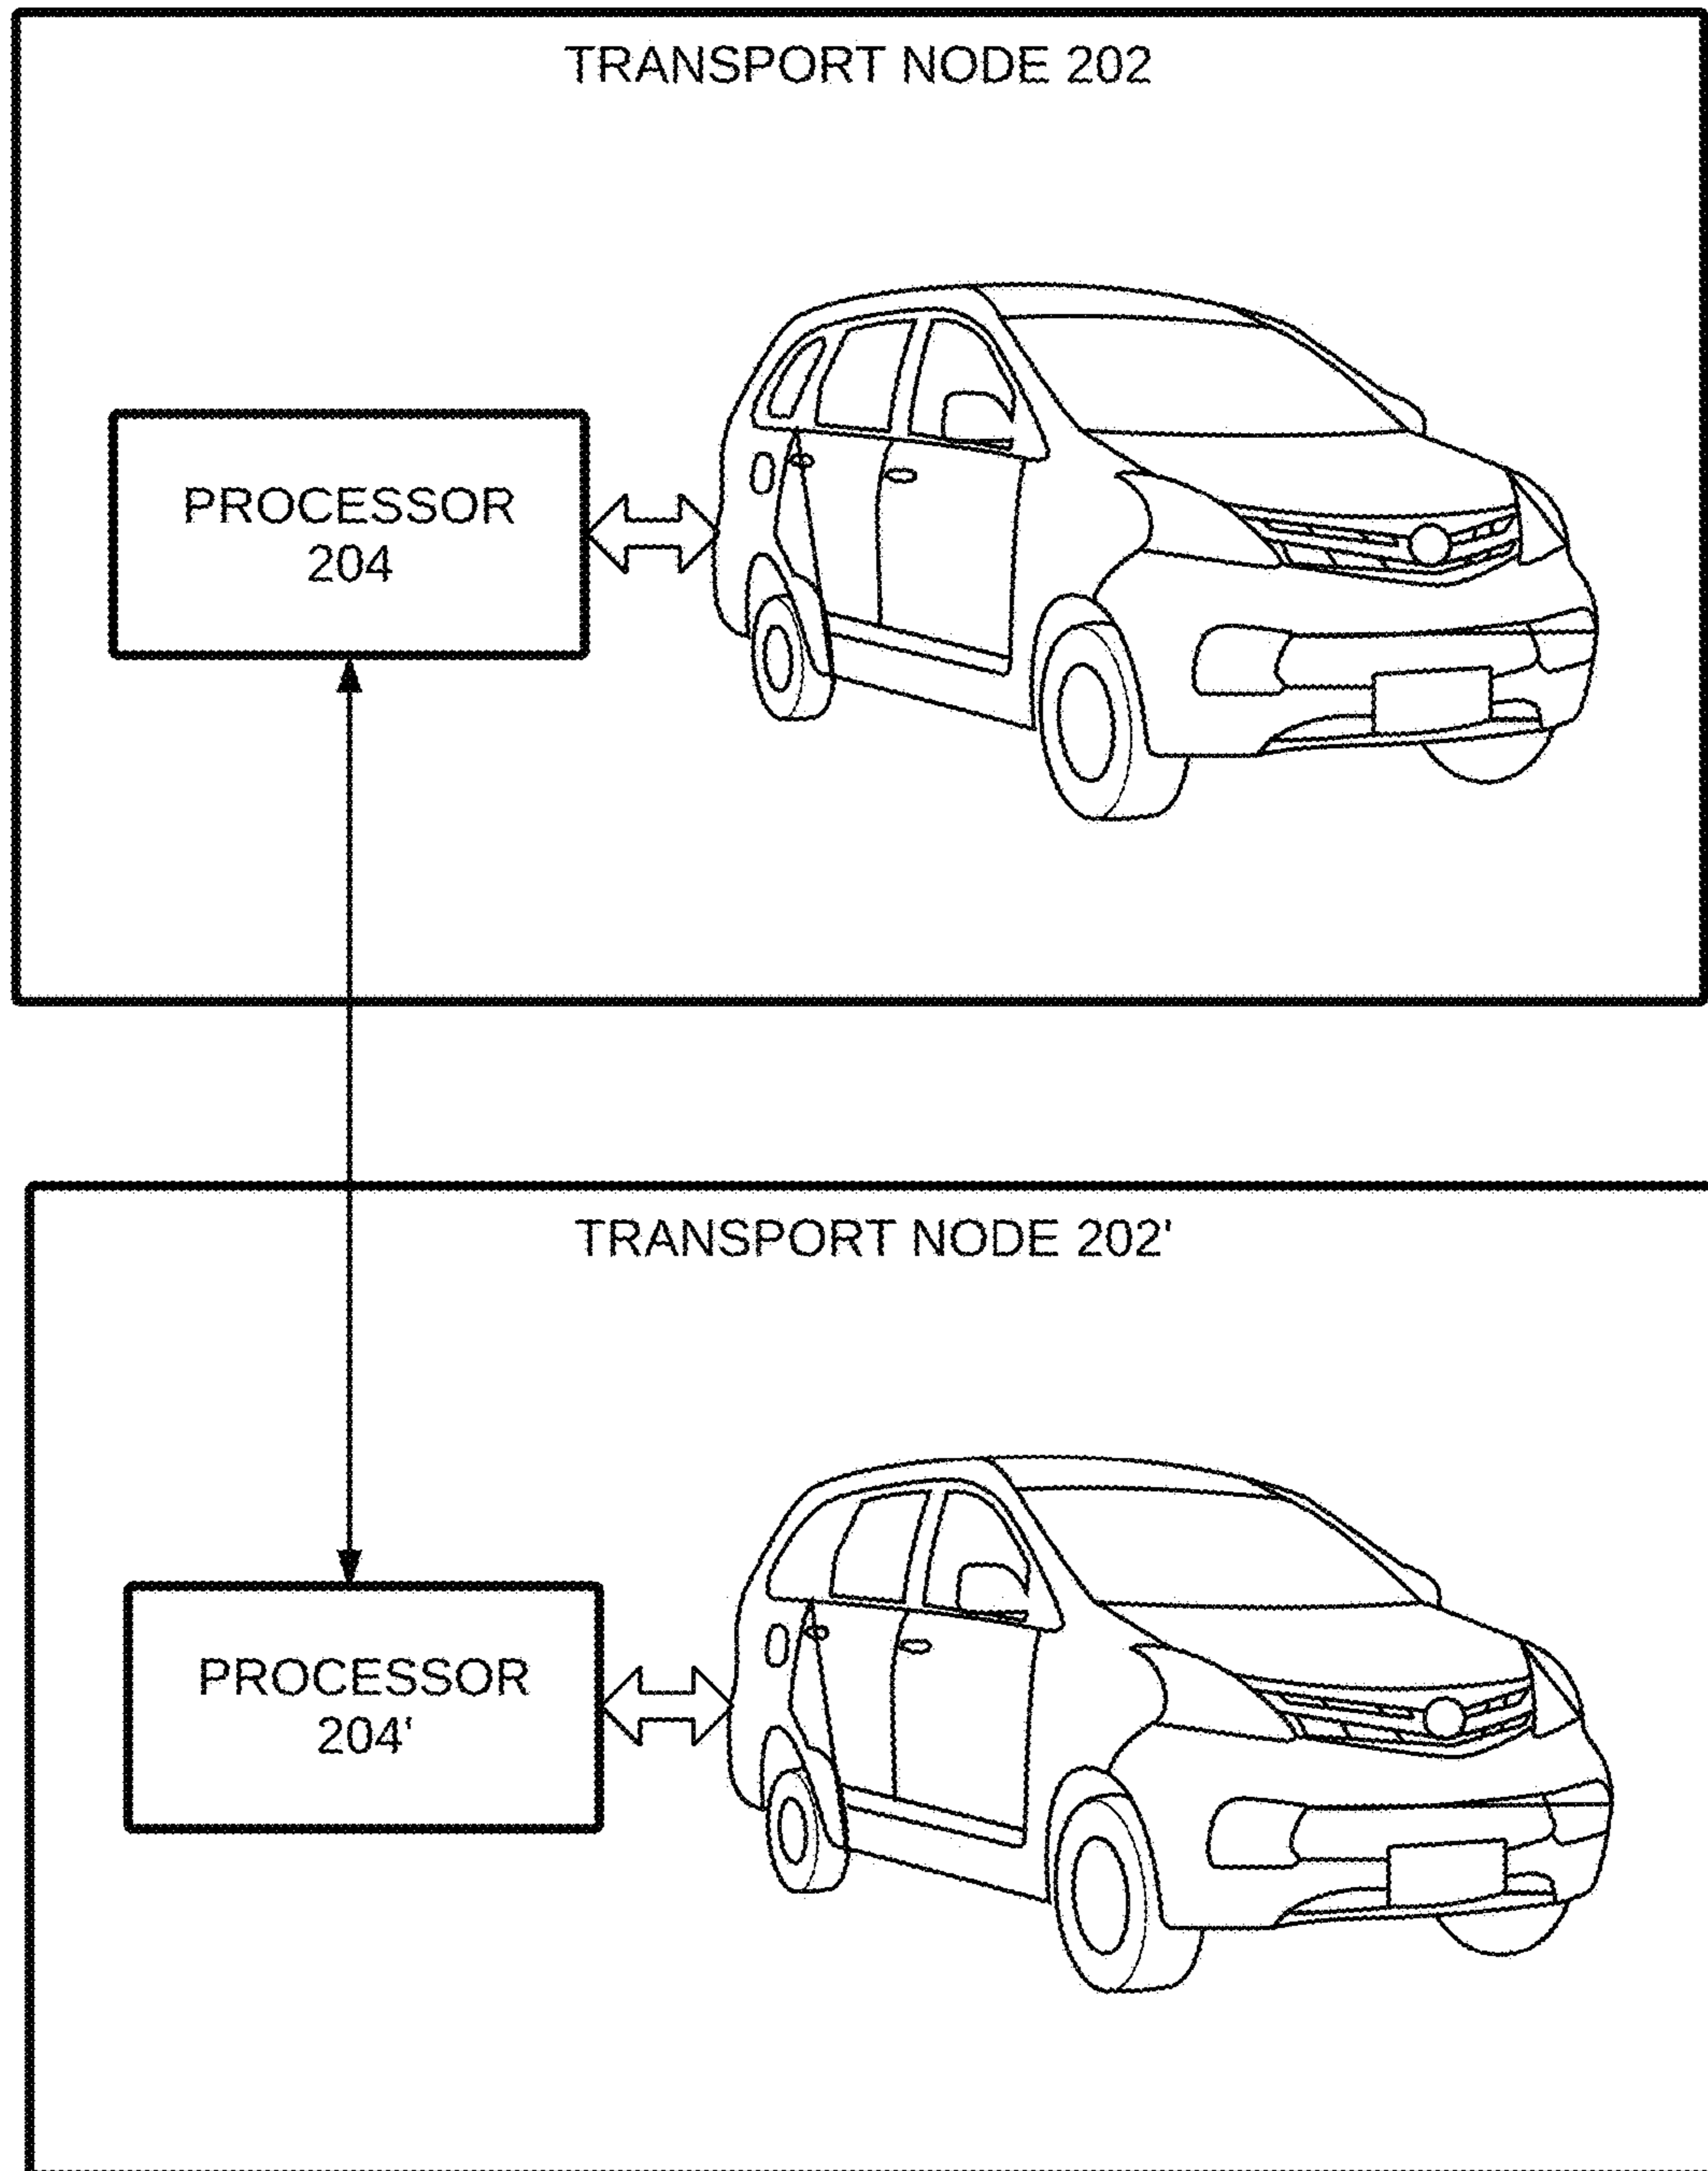 TRANSPORT NODE 202
PROCESSOR
204
TRANSPORT NODE 202'
PROCESSOR
204'